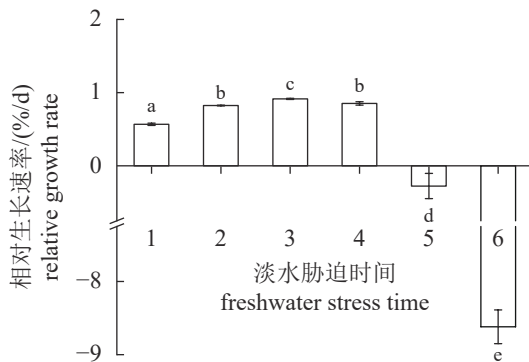 相对生长速率/(%/d)
relative growth rate
2
1
0
−8
−9
a
b
c
b
d
e
1 2 3 4 5 6
淡水胁迫时间
freshwater stress time